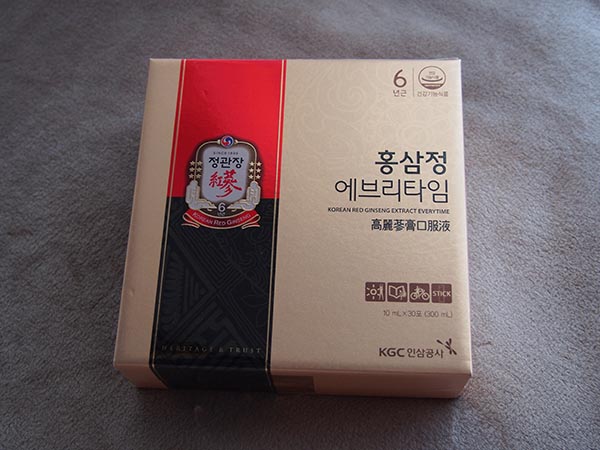 정관장
紅蔘
6
KOREAN RED GINSENG
HERITAGE & TRUST
6
년근
건강기능식품
홍삼정
에브리타임
KOREAN RED GINSENG EXTRACT EVERYTIME
高麗蔘膏口服液
STICK
10 mL×30포 (300 mL)
KGC 인삼공사